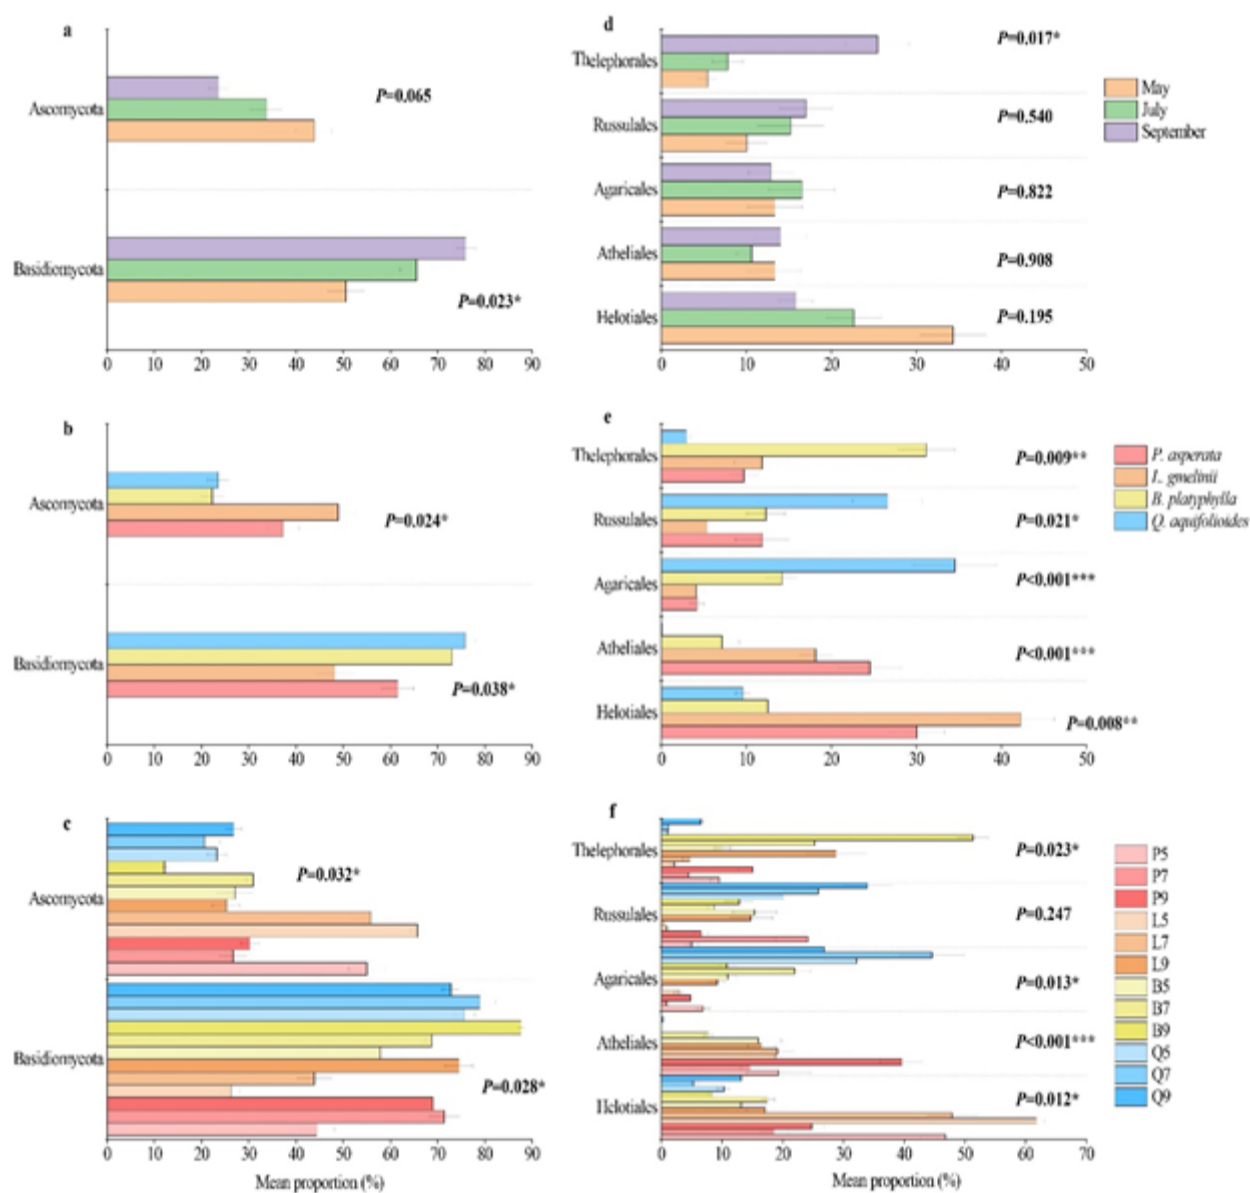 a
Ascomycota
P=0.065
Basidiomycota
P=0.023*
0 10 20 30 40 50 60 70 80 90
d
Thelephorales
P=0.017*
Russulales
P=0.540
Agaricales
P=0.822
Atheliales
P=0.908
Helotiales
P=0.195
0 10 20 30 40 50
May
July
September
b
Ascomycota
P=0.024*
Basidiomycota
P=0.038*
0 10 20 30 40 50 60 70 80 90
e
Thelephorales
P=0.009**
Russulales
P=0.021*
Agaricales
P<0.001***
Atheliales
P<0.001***
Helotiales
P=0.008**
0 10 20 30 40 50
P. asperata
L. gmelinii
B. platyphylla
Q. aquifolioides
c
Ascomycota
P=0.032*
Basidiomycota
P=0.028*
0 10 20 30 40 50 60 70 80 90
Mean proportion (%)
f
Thelephorales
P=0.023*
Russulales
P=0.247
Agaricales
P=0.013*
Atheliales
P<0.001***
Helotiales
P=0.012*
0 10 20 30 40 50 60 70
Mean proportion (%)
P5
P7
P9
L5
L7
L9
B5
B7
B9
Q5
Q7
Q9